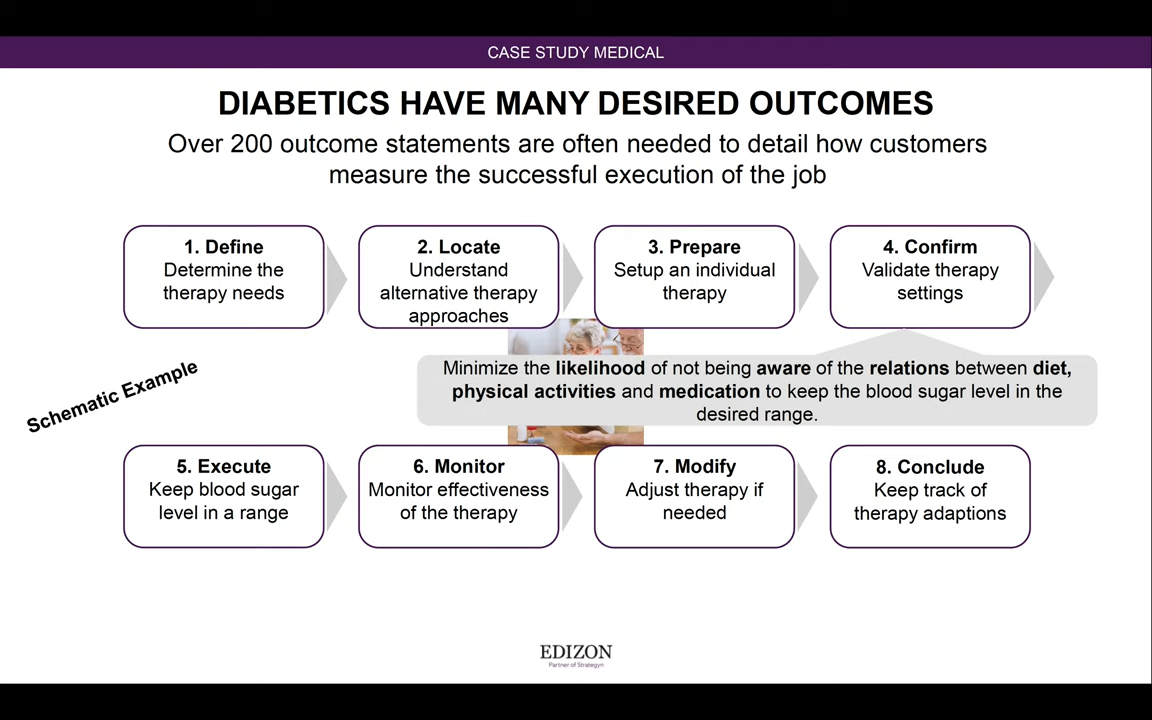 CASE STUDY MEDICAL
DIABETICS HAVE MANY DESIRED OUTCOMES
Over 200 outcome statements are often needed to detail how customers
measure the successful execution of the job
1. Define
Determine the
therapy needs
2. Locate
Understand
alternative therapy
approaches
3. Prepare
Setup an individual
therapy
4. Confirm
Validate therapy
settings
Schematic Example
Minimize the likelihood of not being aware of the relations between diet,
physical activities and medication to keep the blood sugar level in the
desired range.
5. Execute
Keep blood sugar
level in a range
6. Monitor
Monitor effectiveness
of the therapy
7. Modify
Adjust therapy if
needed
8. Conclude
Keep track of
therapy adaptions
EDIZON
Partner of Strategyn